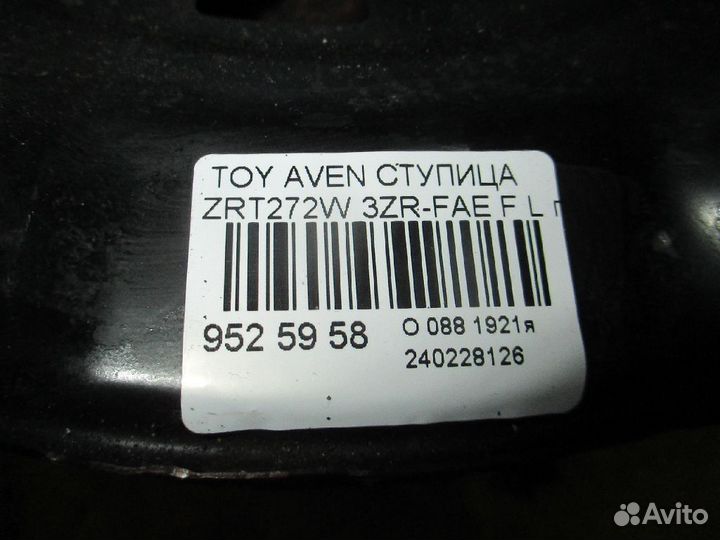 TOY AVEN СТУПИЦА
ZRT272W 3ZR-FAE F L
952 59 58
О 088 1921я
240228126
Avito